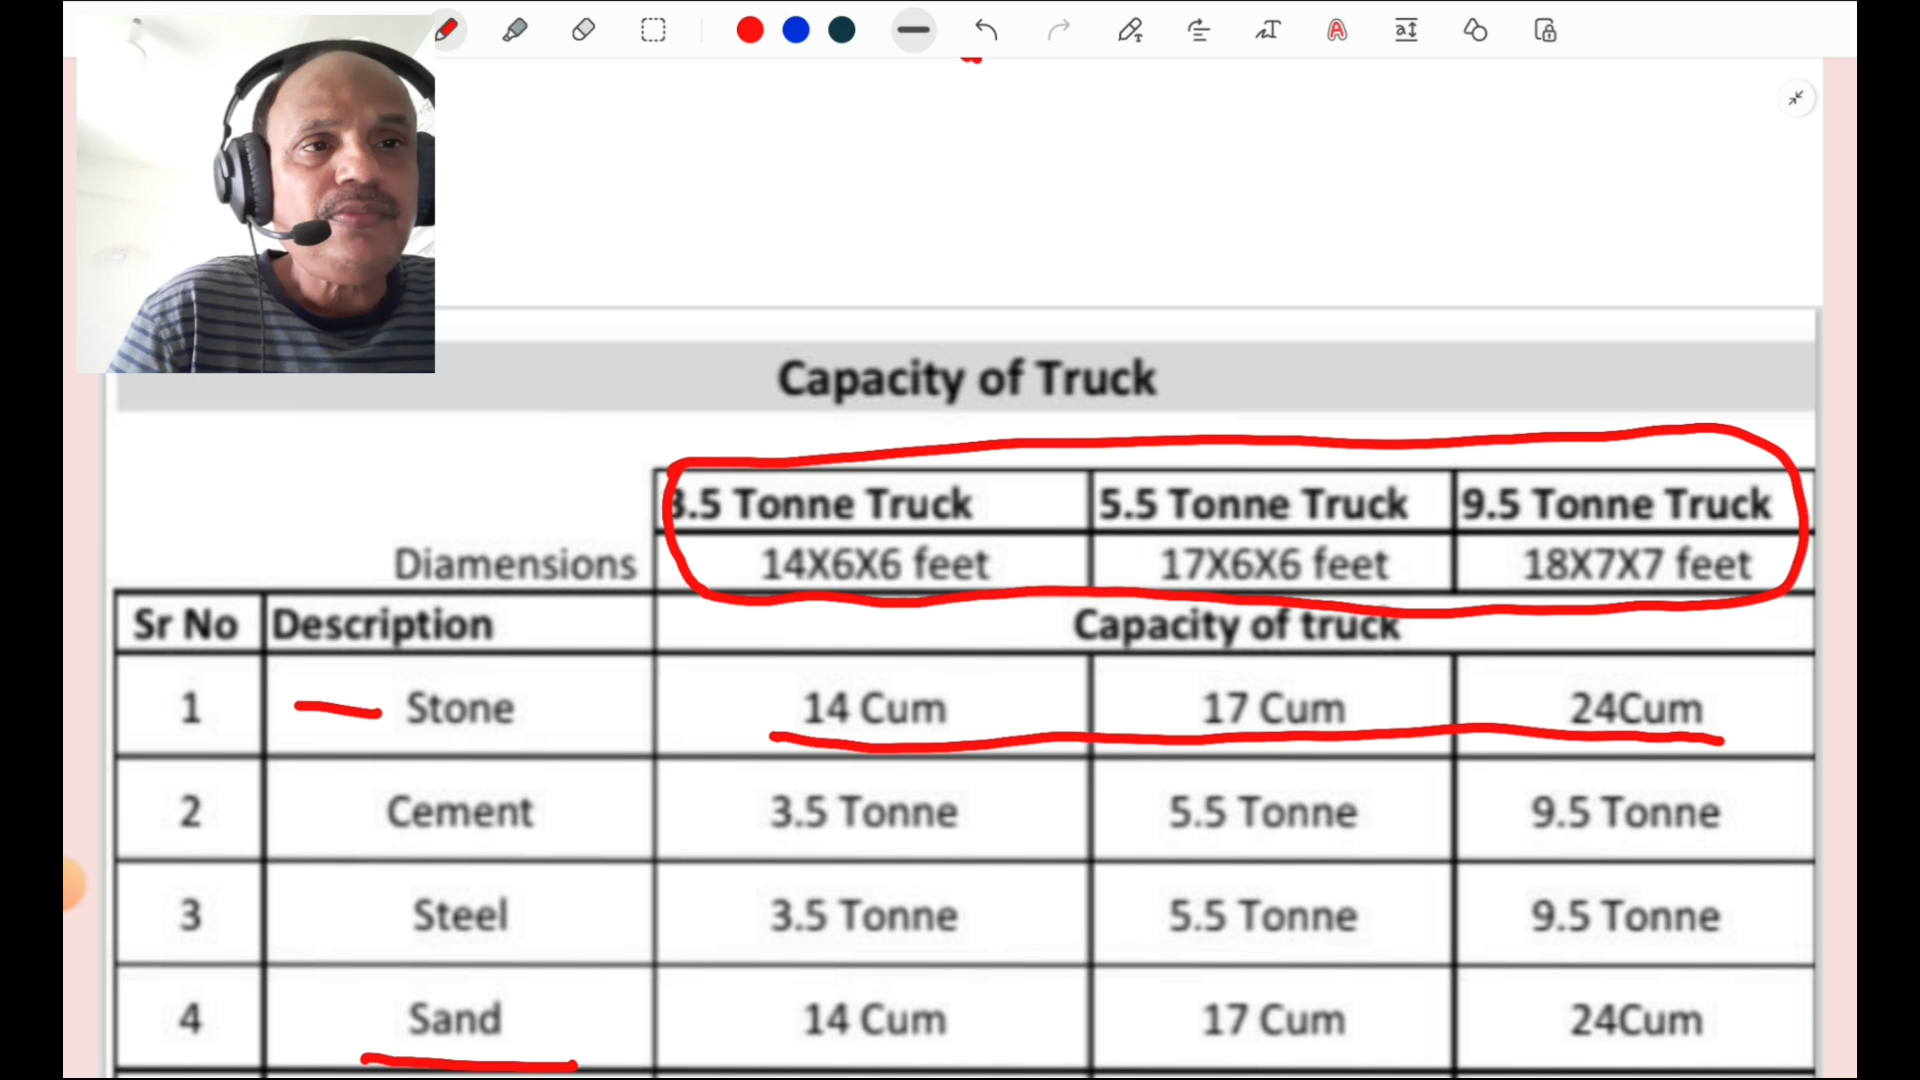 Capacity of Truck
3.5 Tonne Truck 5.5 Tonne Truck 9.5 Tonne Truck
Diamensions 14X6X6 feet 17X6X6 feet 18X7X7 feet
Sr No Description Capacity of truck
1 Stone 14 Cum 17 Cum 24Cum
2 Cement 3.5 Tonne 5.5 Tonne 9.5 Tonne
3 Steel 3.5 Tonne 5.5 Tonne 9.5 Tonne
4 Sand 14 Cum 17 Cum 24Cum